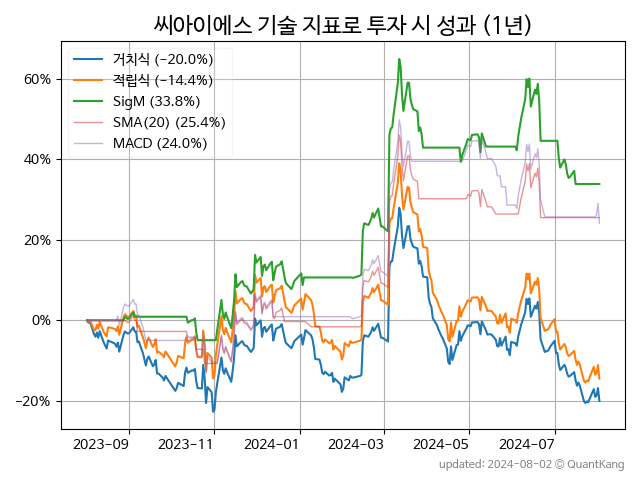 씨아이에스 기술 지표로 투자 시 성과 (1년)
거치식 (−20.0%)
적립식 (−14.4%)
SigM (33.8%)
SMA(20) (25.4%)
MACD (24.0%)
60%
40%
20%
0%
−20%
2023-09 2023-11 2024-01 2024-03 2024-05 2024-07
updated: 2024-08-02 © QuantKang